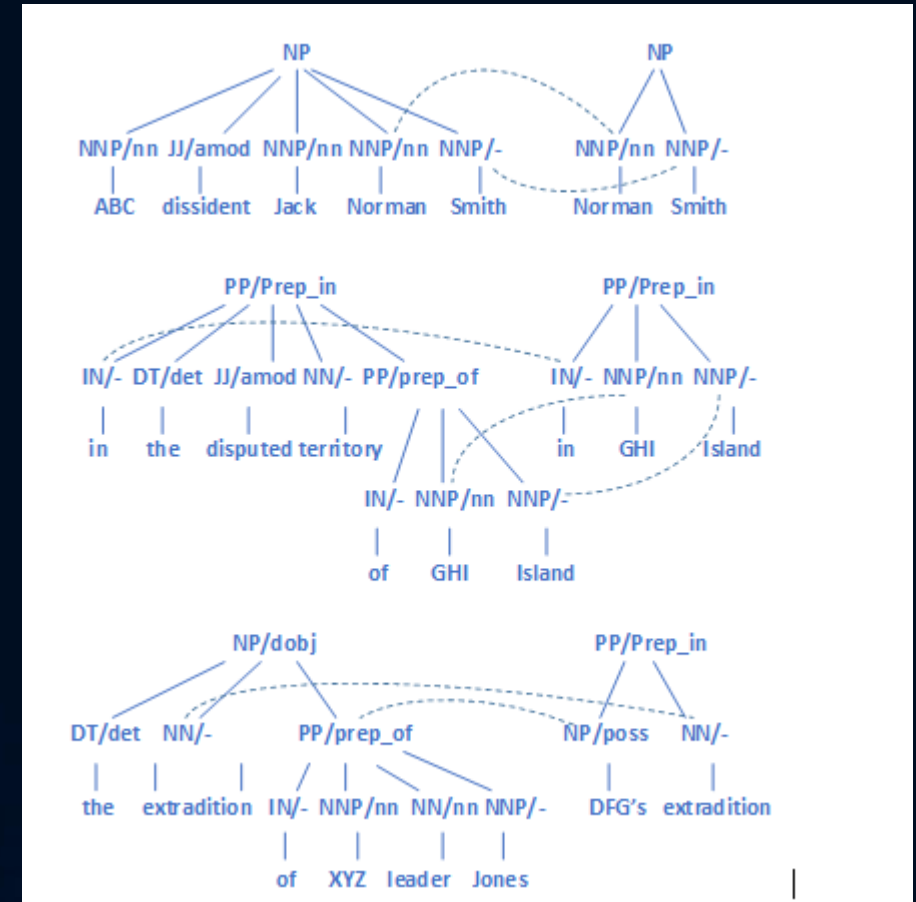 NP NP
NNP/nn JJ/amod NNP/nn NNP/nn NNP/- NNP/nn NNP/-
ABC dissident Jack Norman Smith Norman Smith
PP/Prep_in PP/Prep_in
IN/- DT/det JJ/amod NN/- PP/prep_of IN/- NNP/nn NNP/-
in the disputed territory in GHI Island
IN/- NNP/nn NNP/-
of GHI Island
NP/dobj PP/Prep_in
DT/det NN/- PP/prep_of NP/poss NN/-
the extradition IN/- NNP/nn NN/nn NNP/- DFG's extradition
of XYZ leader Jones